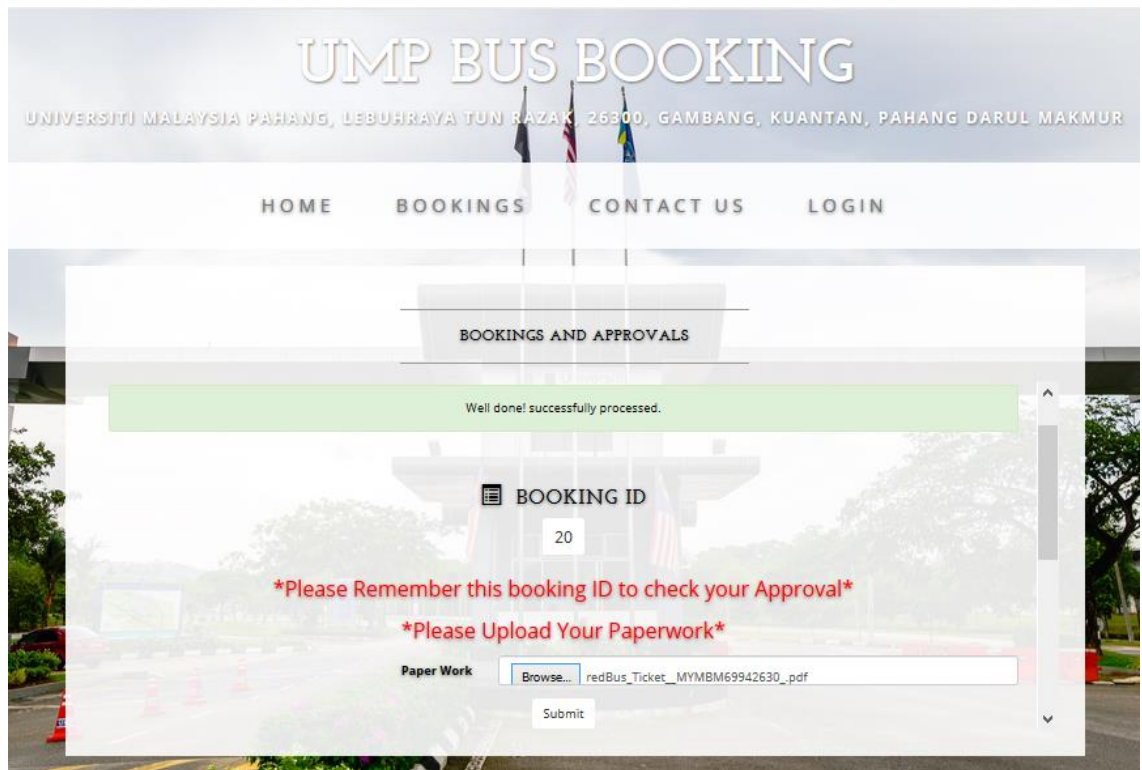 UMP BUS BOOKING
UNIVERSITI MALAYSIA PAHANG, LEBUHRAYA TUN RAZAK, 26300, GAMBANG, KUANTAN, PAHANG DARUL MAKMUR
HOME BOOKINGS CONTACT US LOGIN
BOOKINGS AND APPROVALS
Well done! successfully processed.
BOOKING ID
20
*Please Remember this booking ID to check your Approval*
*Please Upload Your Paperwork*
Paper Work Browse... redBus_Ticket__MYMBM69942630_.pdf
Submit